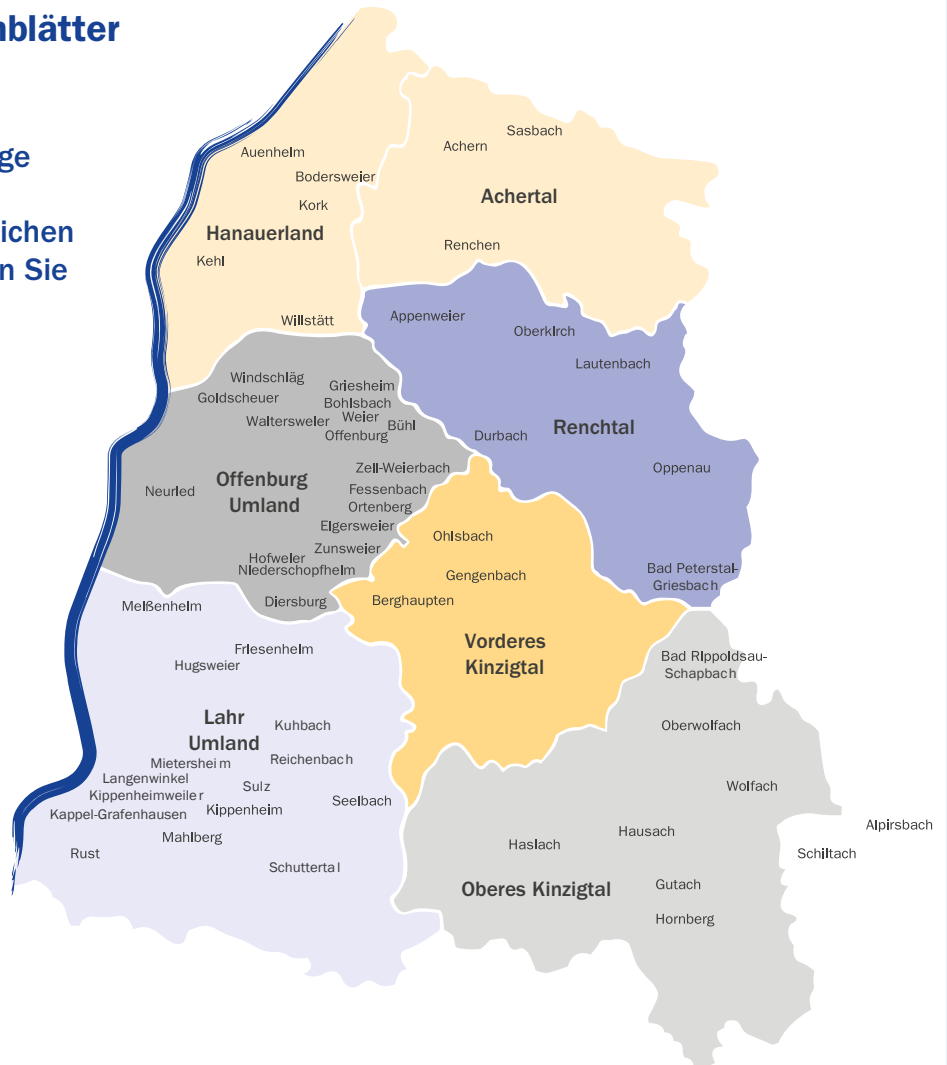 nblätter
ge
ichen
n Sie
Sasbach
Achern
Auenheim
Bodersweier
Achertal
Kork
Hanauerland
Renchen
Kehl
Appenweier
Willstätt
Oberkirch
Lautenbach
Windschläg
Griesheim
Goldscheuer
Bohlsbach
Weier
Waltersweier
Bühl
Offenburg
Durbach
Renchtal
Zell-Weierbach
Oppenau
Offenburg
Umland
Neuried
Fessenbach
Ortenberg
Elgersweier
Ohlsbach
Zunsweier
Hofweier
Niederschopfheim
Bad Peterstal-
Griesbach
Gengenbach
Diersburg
Berghaupten
Meißenheim
Vorderes
Kinzigtal
Friesenheim
Hugsweier
Bad Rippoldsau-
Schapbach
Lahr
Umland
Kuhbach
Oberwolfach
Mietersheim
Reichenbach
Langenwinkel
Sulz
Wolfach
Kippenheimweiler
Seelbach
Kappel-Grafenhausen
Kippenheim
Alpirsbach
Mahlberg
Hausach
Haslach
Rust
Schiltach
Schuttertal
Gutach
Oberes Kinzigtal
Hornberg